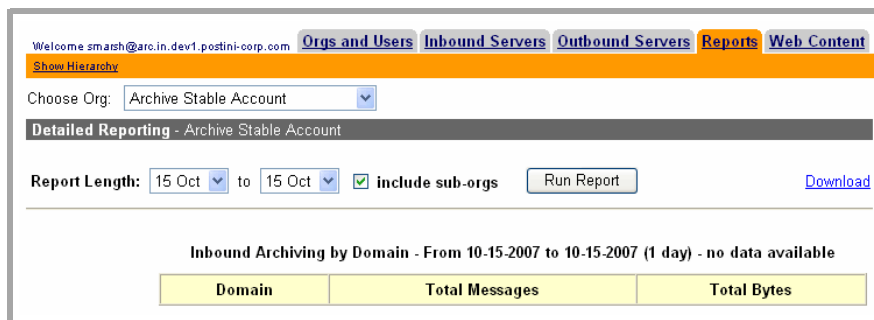 Welcome smarsh@arc.in.dev1.postini-corp.com Orgs and Users Inbound Servers Outbound Servers Reports Web Content
Show Hierarchy
Choose Org: Archive Stable Account
Detailed Reporting - Archive Stable Account
Report Length: 15 Oct to 15 Oct include sub-orgs Run Report Download
Inbound Archiving by Domain - From 10-15-2007 to 10-15-2007 (1 day) - no data available
Domain Total Messages Total Bytes